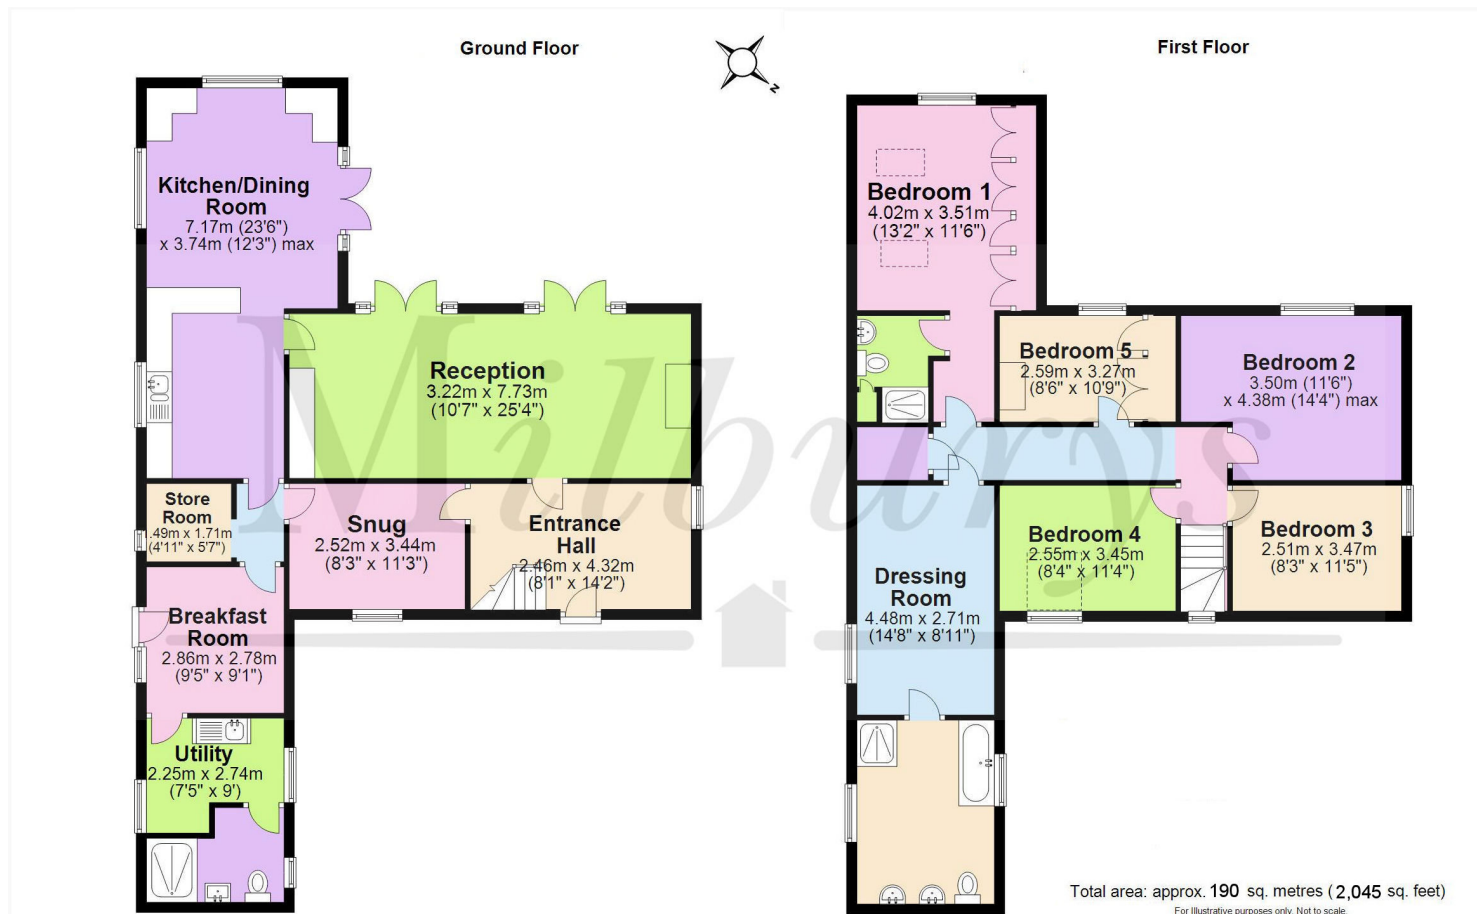 Ground Floor
First Floor
N
Kitchen/Dining
Room
7.17m (23'6")
x 3.74m (12'3") max
Reception
3.22m x 7.73m
(10'7" x 25'4")
Store
Room
1.49m x 1.71m
(4'11" x 5'7")
Snug
2.52m x 3.44m
(8'3" x 11'3")
Entrance
Hall
2.46m x 4.32m
(8'1" x 14'2")
Breakfast
Room
2.86m x 2.78m
(9'5" x 9'1")
Utility
2.25m x 2.74m
(7'5" x 9')
Bedroom 1
4.02m x 3.51m
(13'2" x 11'6")
Bedroom 5
2.59m x 3.27m
(8'6" x 10'9")
Bedroom 2
3.50m (11'6")
x 4.38m (14'4") max
Bedroom 4
2.55m x 3.45m
(8'4" x 11'4")
Bedroom 3
2.51m x 3.47m
(8'3" x 11'5")
Dressing
Room
4.48m x 2.71m
(14'8" x 8'11")
Milburys
Total area: approx. 190 sq. metres (2,045 sq. feet)
For Illustrative purposes only. Not to scale.